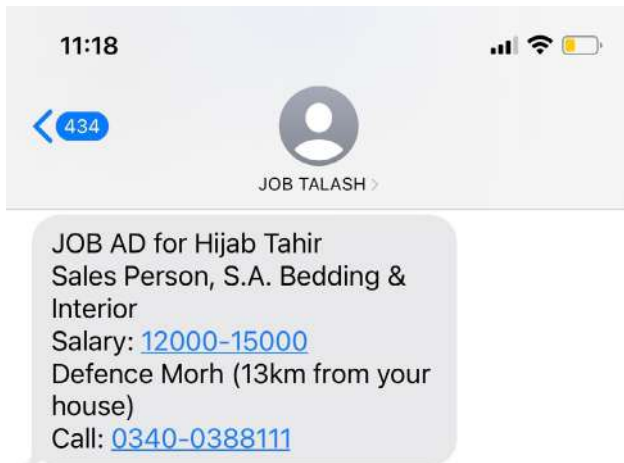 11:18
434
JOB TALASH
JOB AD for Hijab Tahir
Sales Person, S.A. Bedding &
Interior
Salary: 12000-15000
Defence Morh (13km from your
house)
Call: 0340-0388111